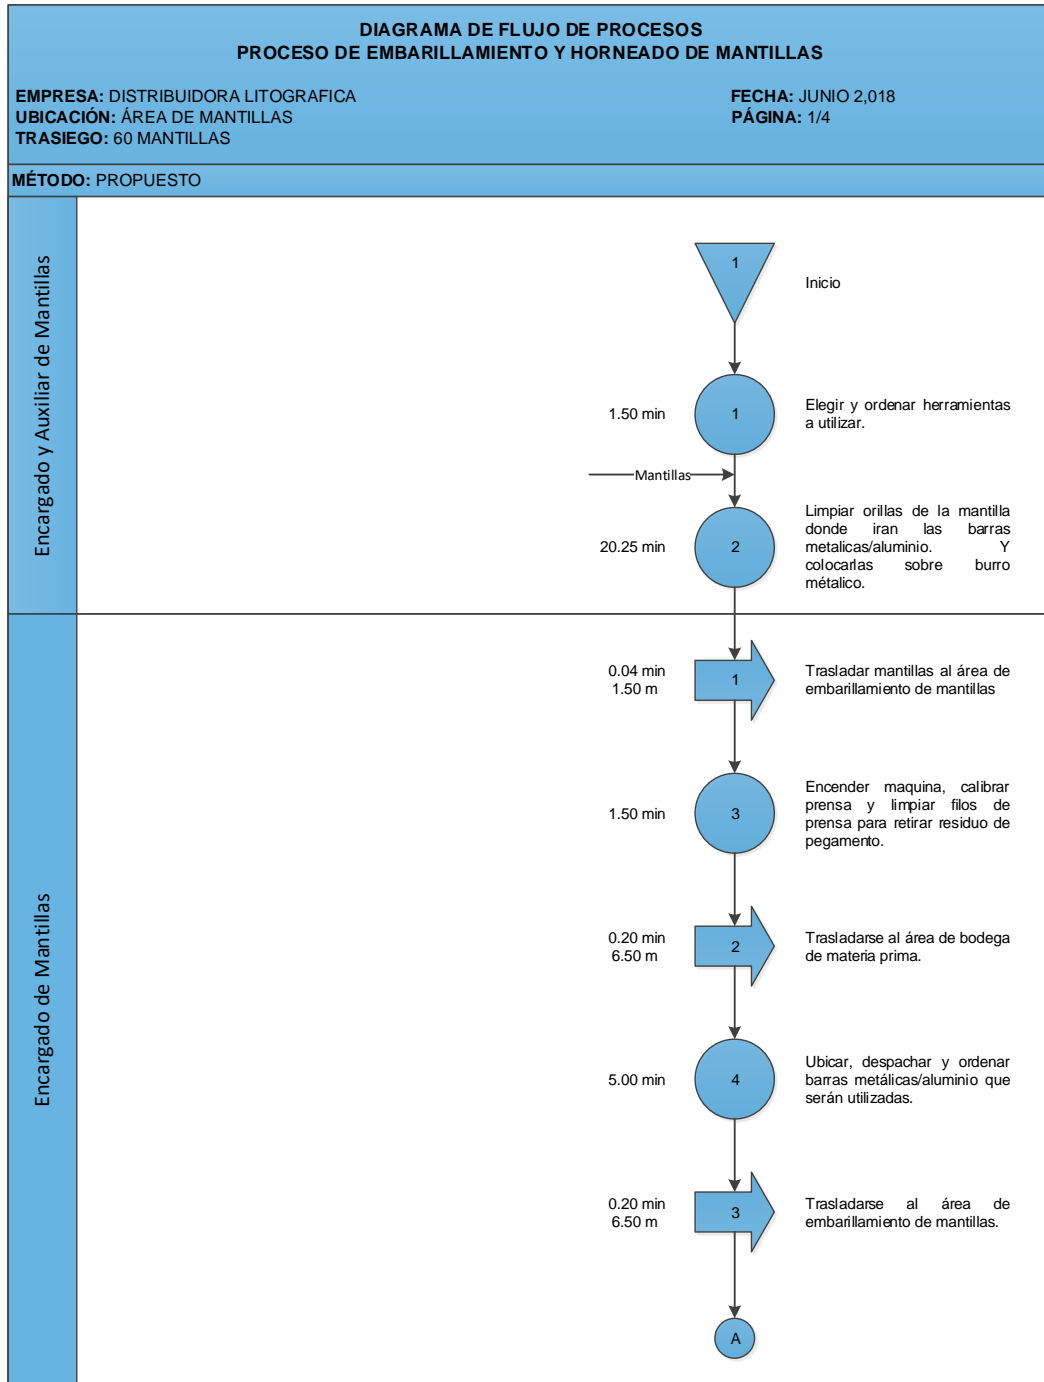 DIAGRAMA DE FLUJO DE PROCESOS
PROCESO DE EMBARILLAMIENTO Y HORNEADO DE MANTILLAS
EMPRESA: DISTRIBUIDORA LITOGRAFICA
FECHA: JUNIO 2,018
UBICACIÓN: ÁREA DE MANTILLAS
PÁGINA: 1/4
TRASIEGO: 60 MANTILLAS
MÉTODO: PROPUESTO
Encargado y Auxiliar de Mantillas
1
Inicio
1.50 min
1
Elegir y ordenar herramientas
a utilizar.
Mantillas
20.25 min
2
Limpiar orillas de la mantilla
donde iran las barras
metalicas/aluminio. Y
colocarlas sobre burro
métalico.
Encargado de Mantillas
0.04 min
1.50 m
1
Trasladar mantillas al área de
embarillamiento de mantillas
1.50 min
3
Encender maquina, calibrar
prensa y limpiar filos de
prensa para retirar residuo de
pegamento.
0.20 min
6.50 m
2
Trasladarse al área de bodega
de materia prima.
5.00 min
4
Ubicar, despachar y ordenar
barras metálicas/aluminio que
serán utilizadas.
0.20 min
6.50 m
3
Trasladarse al área de
embarillamiento de mantillas.
A